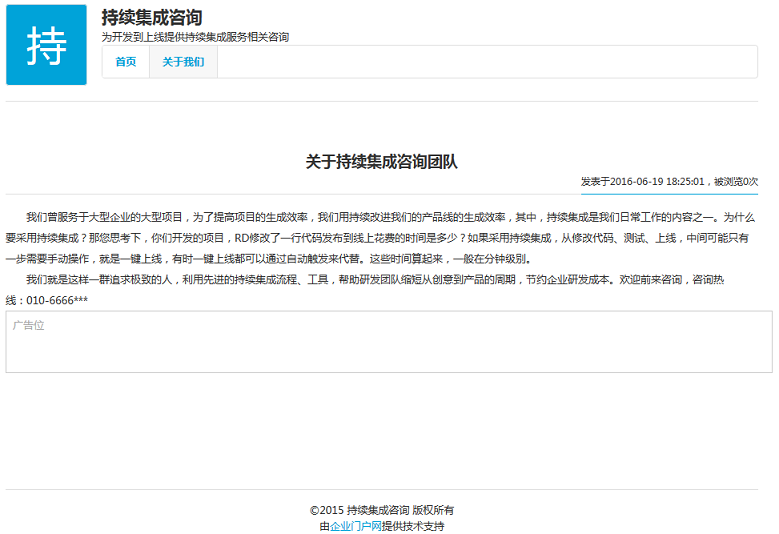 持
持续集成咨询
为开发到上线提供持续集成服务相关咨询
首页 关于我们
关于持续集成咨询团队
发表于2016-06-19 18:25:01，被浏览0次
我们曾服务于大型企业的大型项目，为了提高项目的生成效率，我们用持续改进我们的产品线的生成效率，其中，持续集成是我们日常工作的内容之一。为什么
要采用持续集成？那您思考下，你们开发的项目，RD修改了一行代码发布到线上花费的时间是多少？如果采用持续集成，从修改代码、测试、上线，中间可能只有
一步需要手动操作，就是一键上线，有时一键上线都可以通过自动触发来代替。这些时间算起来，一般在分钟级别。
我们就是这样一群追求极致的人，利用先进的持续集成流程、工具，帮助研发团队缩短从创意到产品的周期，节约企业研发成本。欢迎前来咨询，咨询热
线：010-6666***
广告位
©2015 持续集成咨询 版权所有
由企业门户网提供技术支持